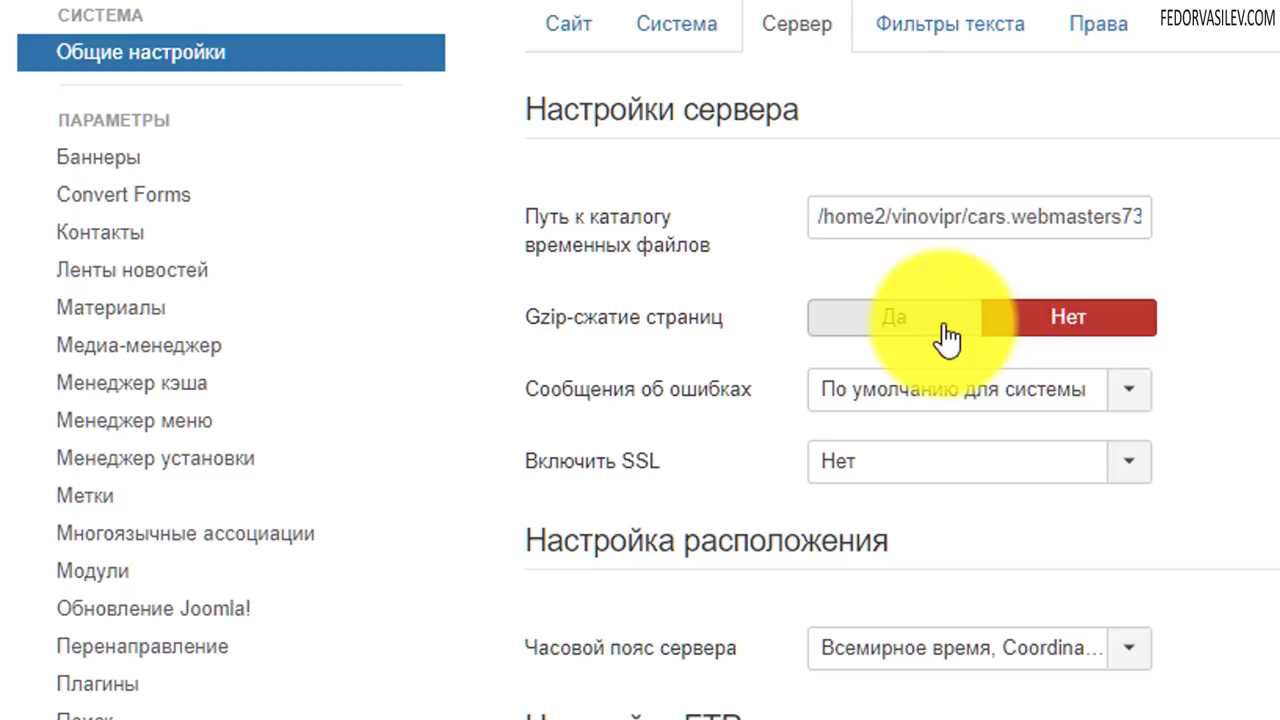 СИСТЕМА
Общие настройки
ПАРАМЕТРЫ
Баннеры
Convert Forms
Контакты
Ленты новостей
Материалы
Медиа-менеджер
Менеджер кэша
Менеджер меню
Менеджер установки
Метки
Многоязычные ассоциации
Модули
Обновление Joomla!
Перенаправление
Плагины
Поиск
Сайт
Система
Сервер
Фильтры текста
Права
FEDORVASILEV.COM
Настройки сервера
Путь к каталогу
временных файлов
/home2/vinovipr/cars.webmasters73
Gzip-сжатие страниц
Да
Нет
Сообщения об ошибках
По умолчанию для системы
Включить SSL
Нет
Настройка расположения
Часовой пояс сервера
Всемирное время, Coordina...